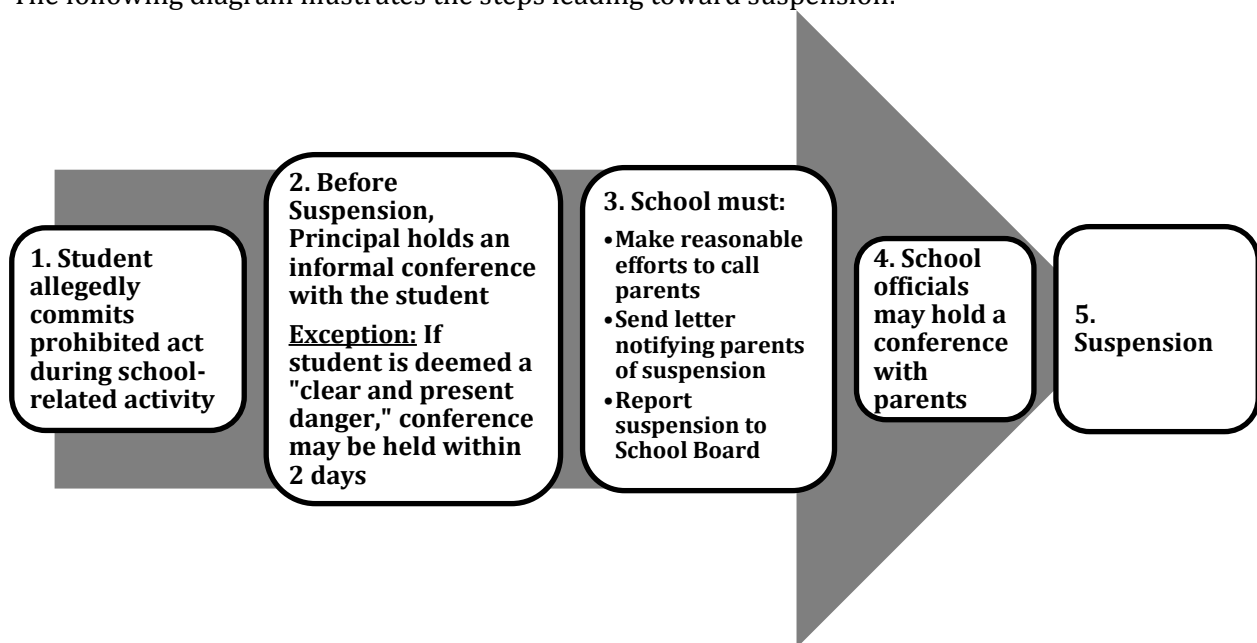 The following diagram illustrates the steps leading toward suspension:
1. Student
allegedly
commits
prohibited act
during school-
related activity
2. Before
Suspension,
Principal holds an
informal conference
with the student
Exception: If
student is deemed a
"clear and present
danger," conference
may be held within
2 days
3. School must:
•Make reasonable
efforts to call
parents
•Send letter
notifying parents
of suspension
•Report
suspension to
School Board
4. School
officials
may hold a
conference
with
parents
5.
Suspension